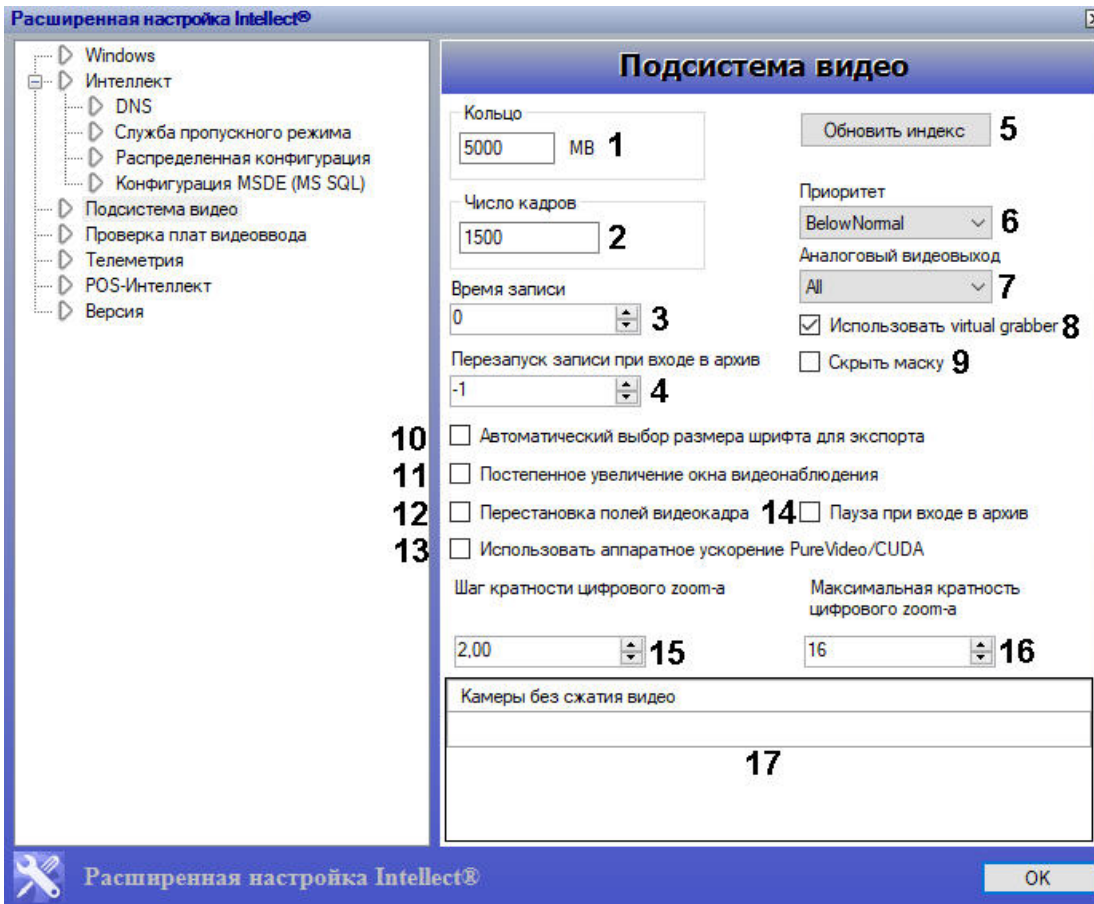 Расширенная настройка Intellect®
Windows
Интеллект
DNS
Служба пропускного режима
Распределенная конфигурация
Конфигурация MSDE (MS SQL)
Подсистема видео
Проверка плат видеоввода
Телеметрия
POS-Интеллект
Версия
Подсистема видео
Кольцо
5000 MB 1
Обновить индекс 5
Число кадров
1500 2
Приоритет
BelowNormal 6
Аналоговый видеовыход
All 7
Время записи
0 3
Использовать virtual grabber 8
Перезапуск записи при входе в архив
-1 4
Скрыть маску 9
10 Автоматический выбор размера шрифта для экспорта
11 Постепенное увеличение окна видеонаблюдения
12 Перестановка полей видеокадра 14 Пауза при входе в архив
13 Использовать аппаратное ускорение PureVideo/CUDA
Шаг кратности цифрового zoom-а
2,00 15
Максимальная кратность
цифрового zoom-а
16 16
Камеры без сжатия видео
17
Расширенная настройка Intellect®
OK